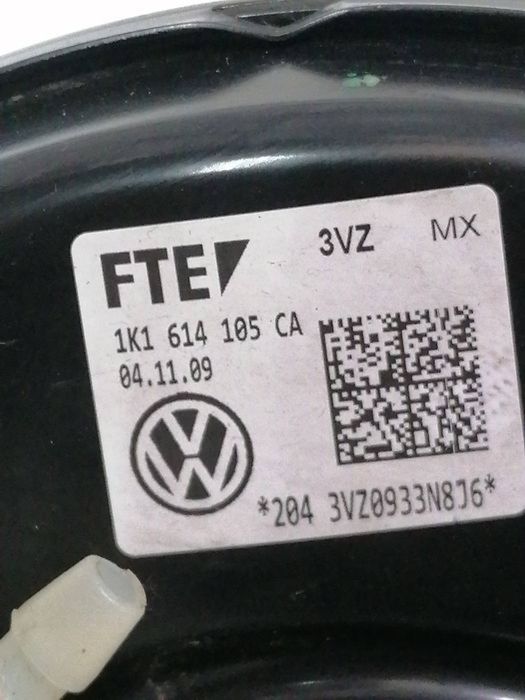 FTE 3VZ MX
1K1 614 105 CA
04.11.09
*204 3VZ0933N8J6*